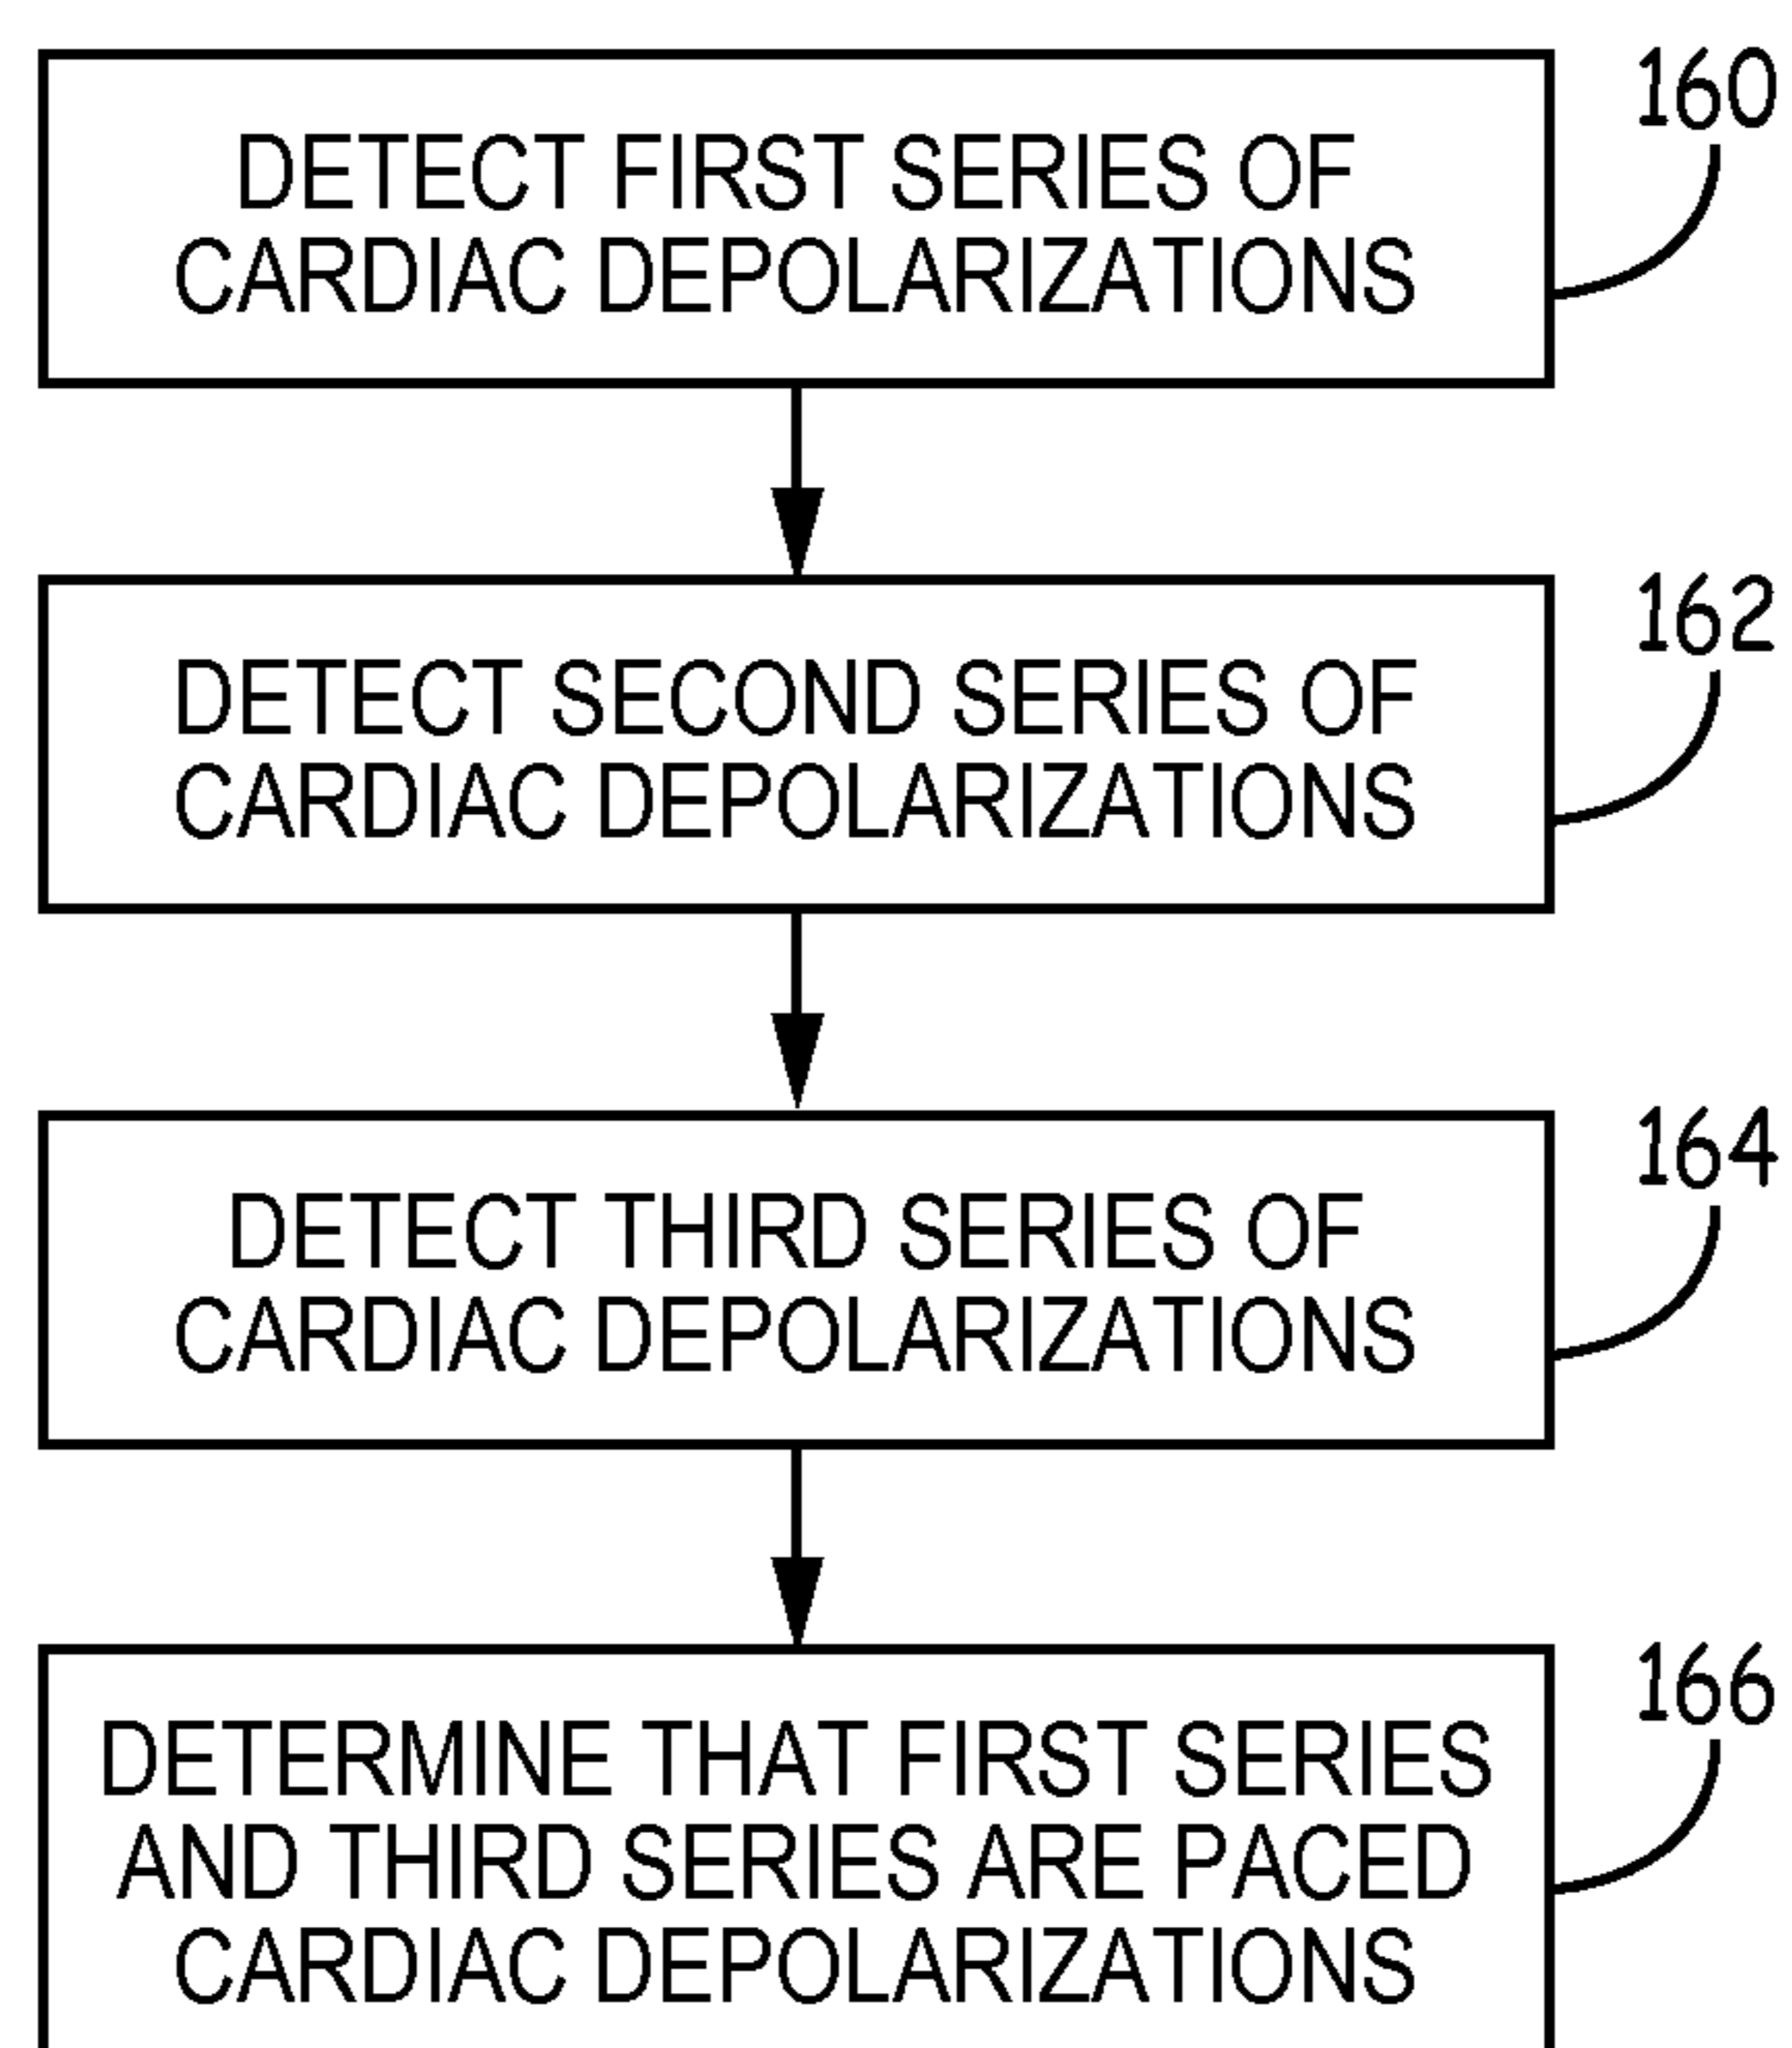 160
DETECT FIRST SERIES OF
CARDIAC DEPOLARIZATIONS
162
DETECT SECOND SERIES OF
CARDIAC DEPOLARIZATIONS
164
DETECT THIRD SERIES OF
CARDIAC DEPOLARIZATIONS
166
DETERMINE THAT FIRST SERIES
AND THIRD SERIES ARE PACED
CARDIAC DEPOLARIZATIONS